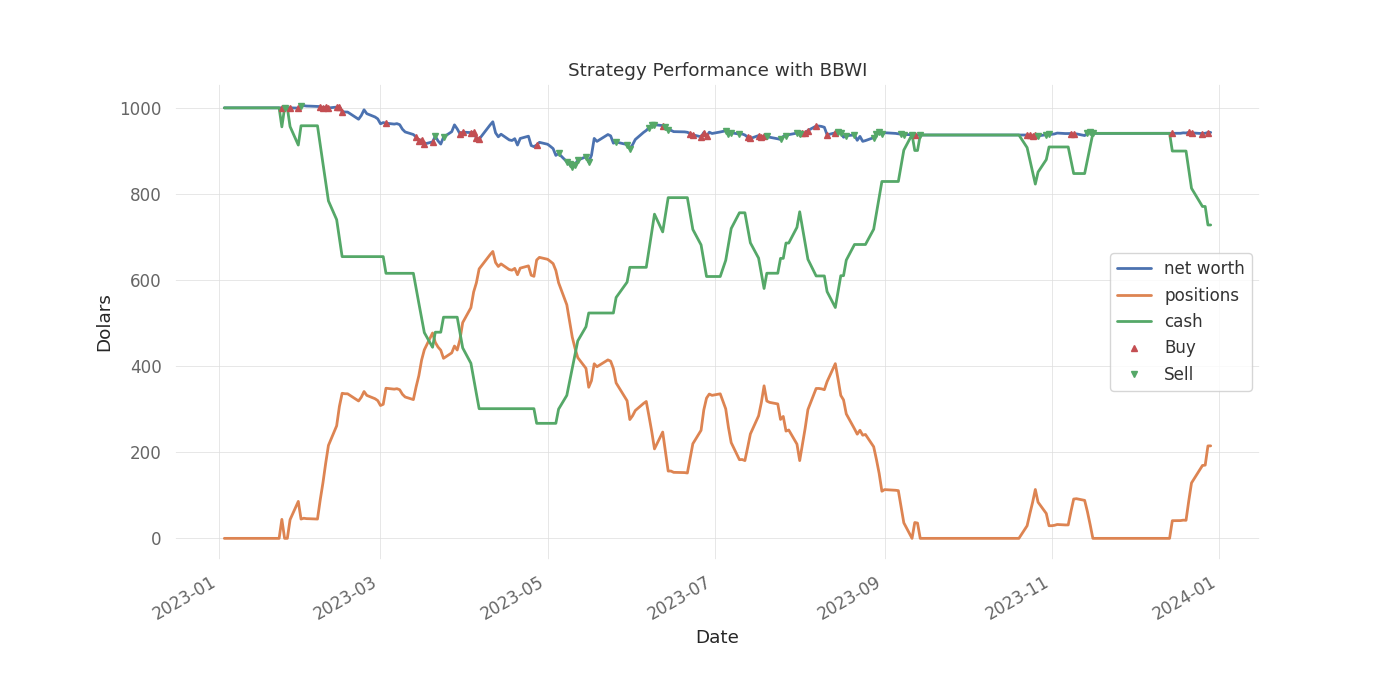 Strategy Performance with BBWI
1000
800
600
400
200
0
Dolars
net worth
positions
cash
Buy
Sell
2023-01
2023-03
2023-05
2023-07
2023-09
2023-11
2024-01
Date